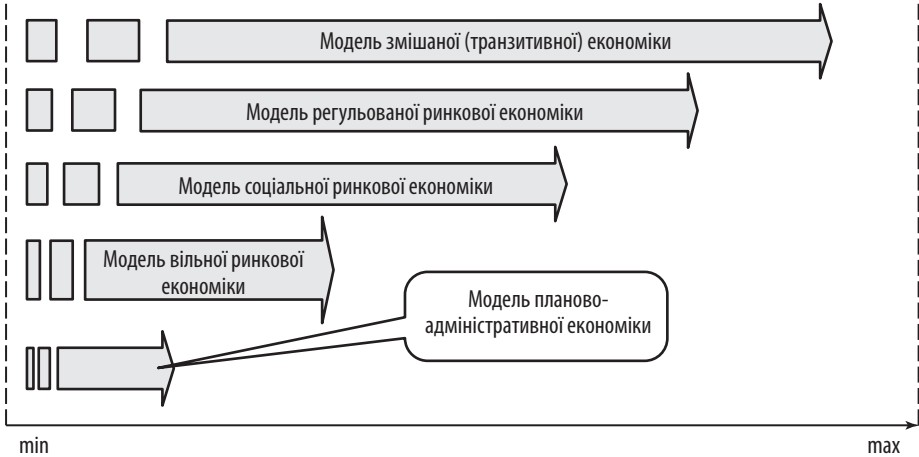 Модель змішаної (транзитивної) економіки
Модель регульованої ринкової економіки
Модель соціальної ринкової економіки
Модель вільної ринкової
економіки
Модель планово-
адміністративної економіки
min
max